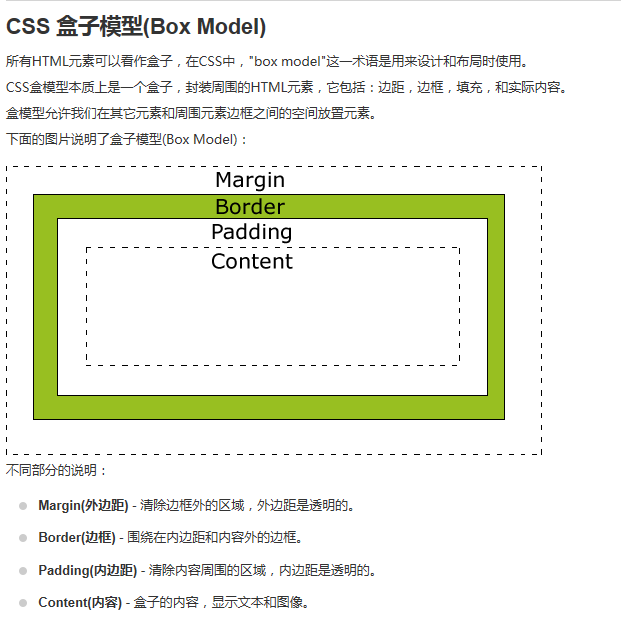 CSS 盒子模型(Box Model)
所有HTML元素可以看作盒子，在CSS中，"box model"这一术语是用来设计和布局时使用。
CSS盒模型本质上是一个盒子，封装周围的HTML元素，它包括：边距，边框，填充，和实际内容。
盒模型允许我们在其它元素和周围元素边框之间的空间放置元素。
下面的图片说明了盒子模型(Box Model)：
Margin
Border
Padding
Content
不同部分的说明：
Margin(外边距) - 清除边框外的区域，外边距是透明的。
Border(边框) - 围绕在内边距和内容外的边框。
Padding(内边距) - 清除内容周围的区域，内边距是透明的。
Content(内容) - 盒子的内容，显示文本和图像。